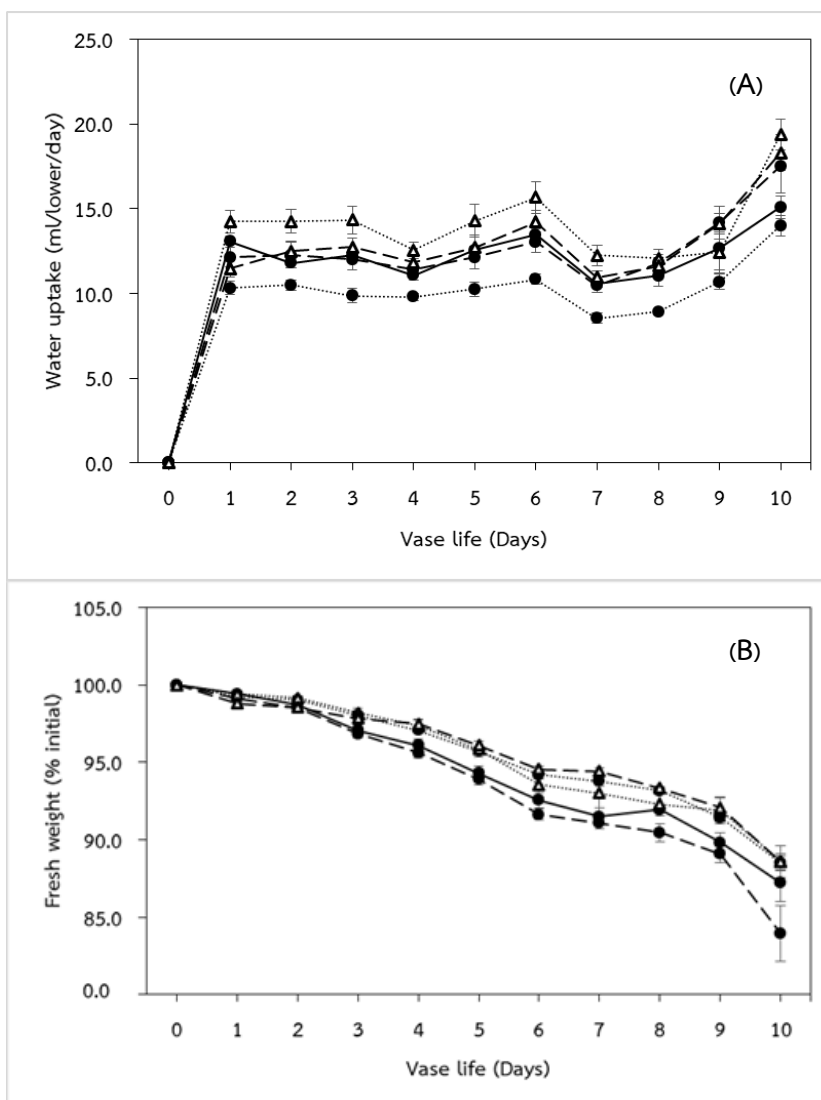 25.0
(A)
20.0
15.0
10.0
5.0
0.0
Water uptake (ml/lower/day)
0 1 2 3 4 5 6 7 8 9 10
Vase life (Days)
105.0
(B)
100.0
95.0
90.0
85.0
0.0
Fresh weight (% initial)
0 1 2 3 4 5 6 7 8 9 10
Vase life (Days)